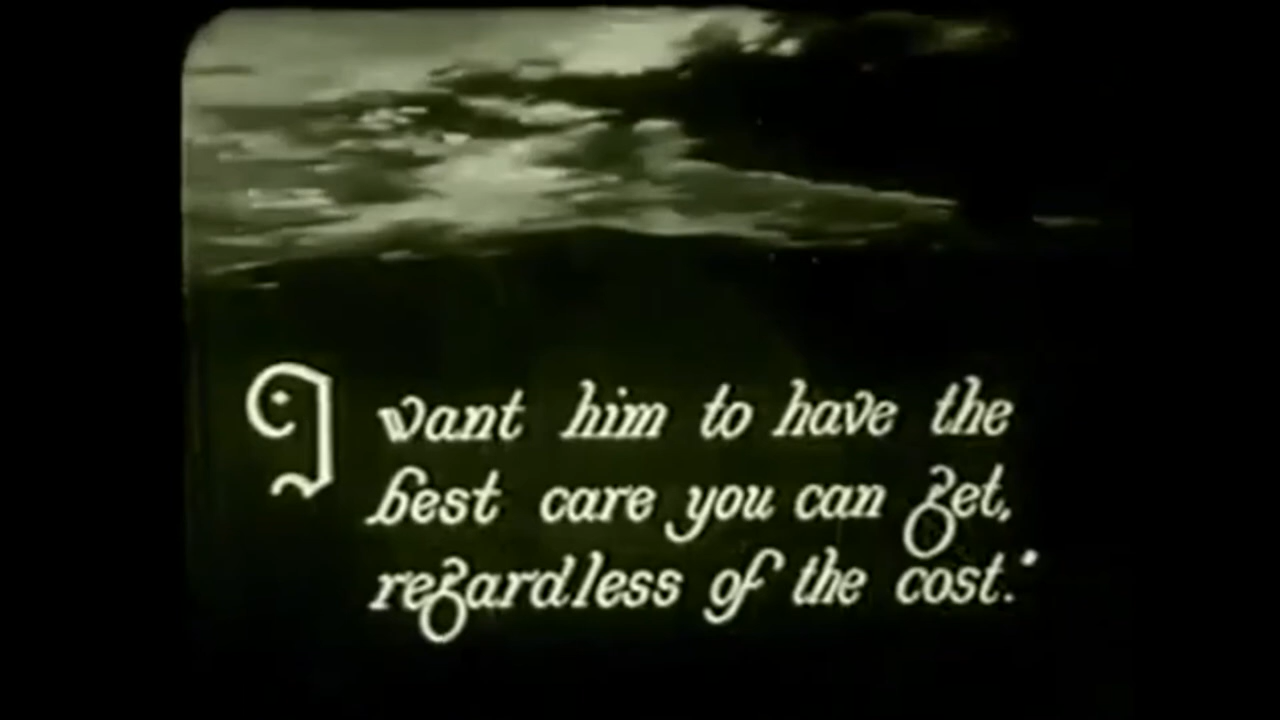 I want him to have the
best care you can get,
regardless of the cost."